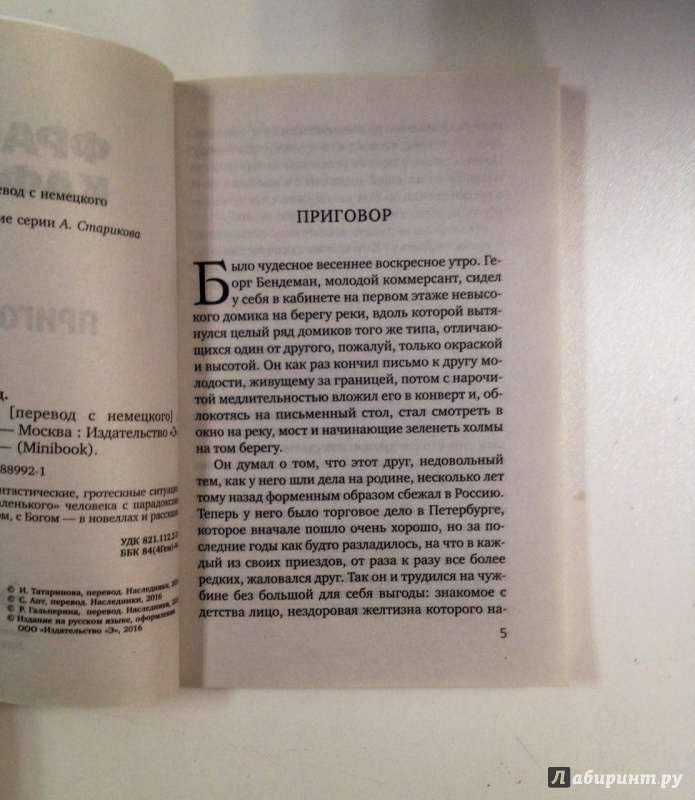 ФРА
КАФ
вод с немецкого
ие серии А. Старикова
ПРИГО
д.
[перевод с немецкого]
— Москва : Издательство «Э
— (Minibook).
88992-1
нтастические, гротескные ситуац
аленького» человека с парадокса
ом, с Богом — в новеллах и расска
УДК 821.112.2-
ББК 84(4Гем)-4
© И. Татаринова, перевод. Наследники, 20
© С. Апт, перевод. Наследники, 2016
© Р. Гальперина, перевод. Наследники, 20
© Издание на русском языке, оформление.
ООО «Издательство «Э», 2016
ПРИГОВОР
Было чудесное весеннее воскресное утро. Ге-
орг Бендеман, молодой коммерсант, сидел
у себя в кабинете на первом этаже невысо-
кого домика на берегу реки, вдоль которой вытя-
нулся целый ряд домиков того же типа, отличаю-
щихся один от другого, пожалуй, только окраской
и высотой. Он как раз кончил письмо к другу мо-
лодости, живущему за границей, потом с нарочи-
той медлительностью вложил его в конверт и, об-
локотясь на письменный стол, стал смотреть в
окно на реку, мост и начинающие зеленеть холмы
на том берегу.
Он думал о том, что этот друг, недовольный
тем, как у него шли дела на родине, несколько лет
тому назад форменным образом сбежал в Россию.
Теперь у него было торговое дело в Петербурге,
которое вначале пошло очень хорошо, но за по-
следние годы как будто разладилось, на что в каж-
дый из своих приездов, от раза к разу все более
редких, жаловался друг. Так он и трудился на чуж-
бине без большой для себя выгоды: знакомое с
детства лицо, нездоровая желтизна которого на-
5
Лабиринт.ру